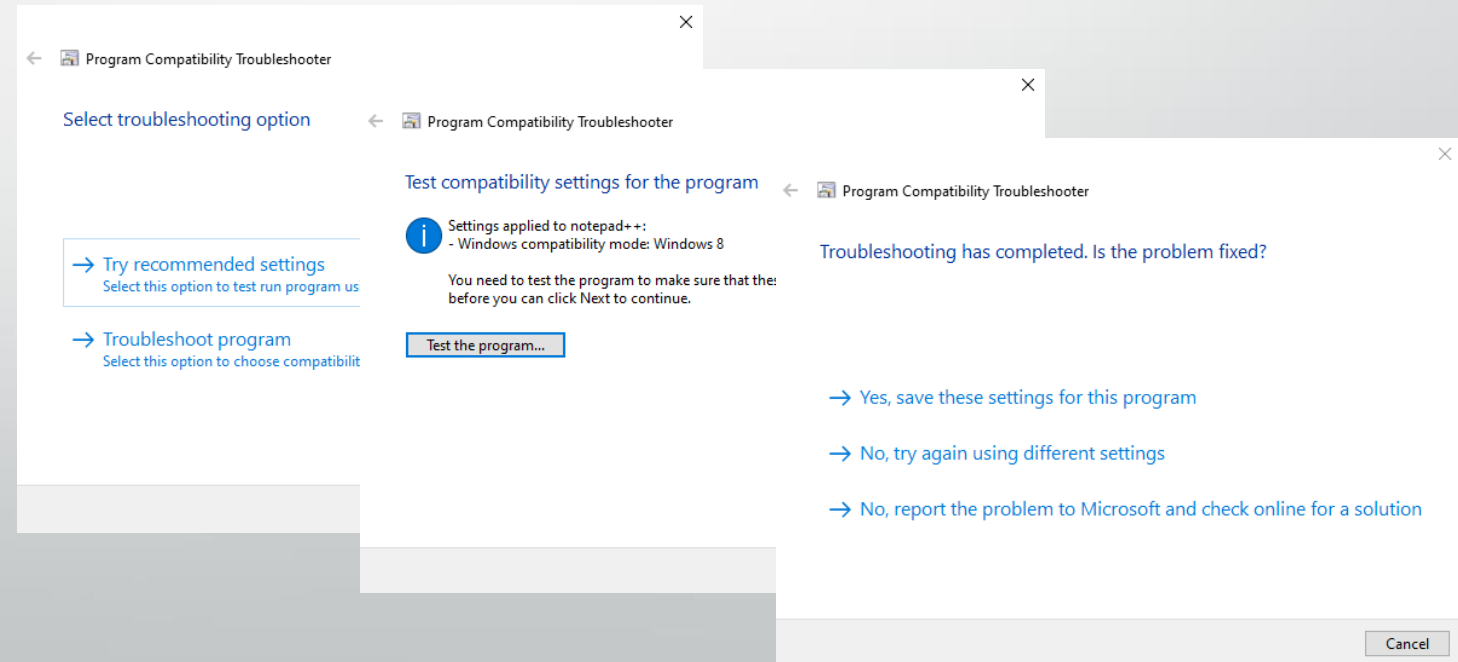 Program Compatibility Troubleshooter
Select troubleshooting option
Try recommended settings
Select this option to test run program us
Troubleshoot program
Select this option to choose compatibilit
Program Compatibility Troubleshooter
Test compatibility settings for the program
Settings applied to notepad++:
- Windows compatibility mode: Windows 8
You need to test the program to make sure that thes
before you can click Next to continue.
Test the program...
Program Compatibility Troubleshooter
Troubleshooting has completed. Is the problem fixed?
Yes, save these settings for this program
No, try again using different settings
No, report the problem to Microsoft and check online for a solution
Cancel